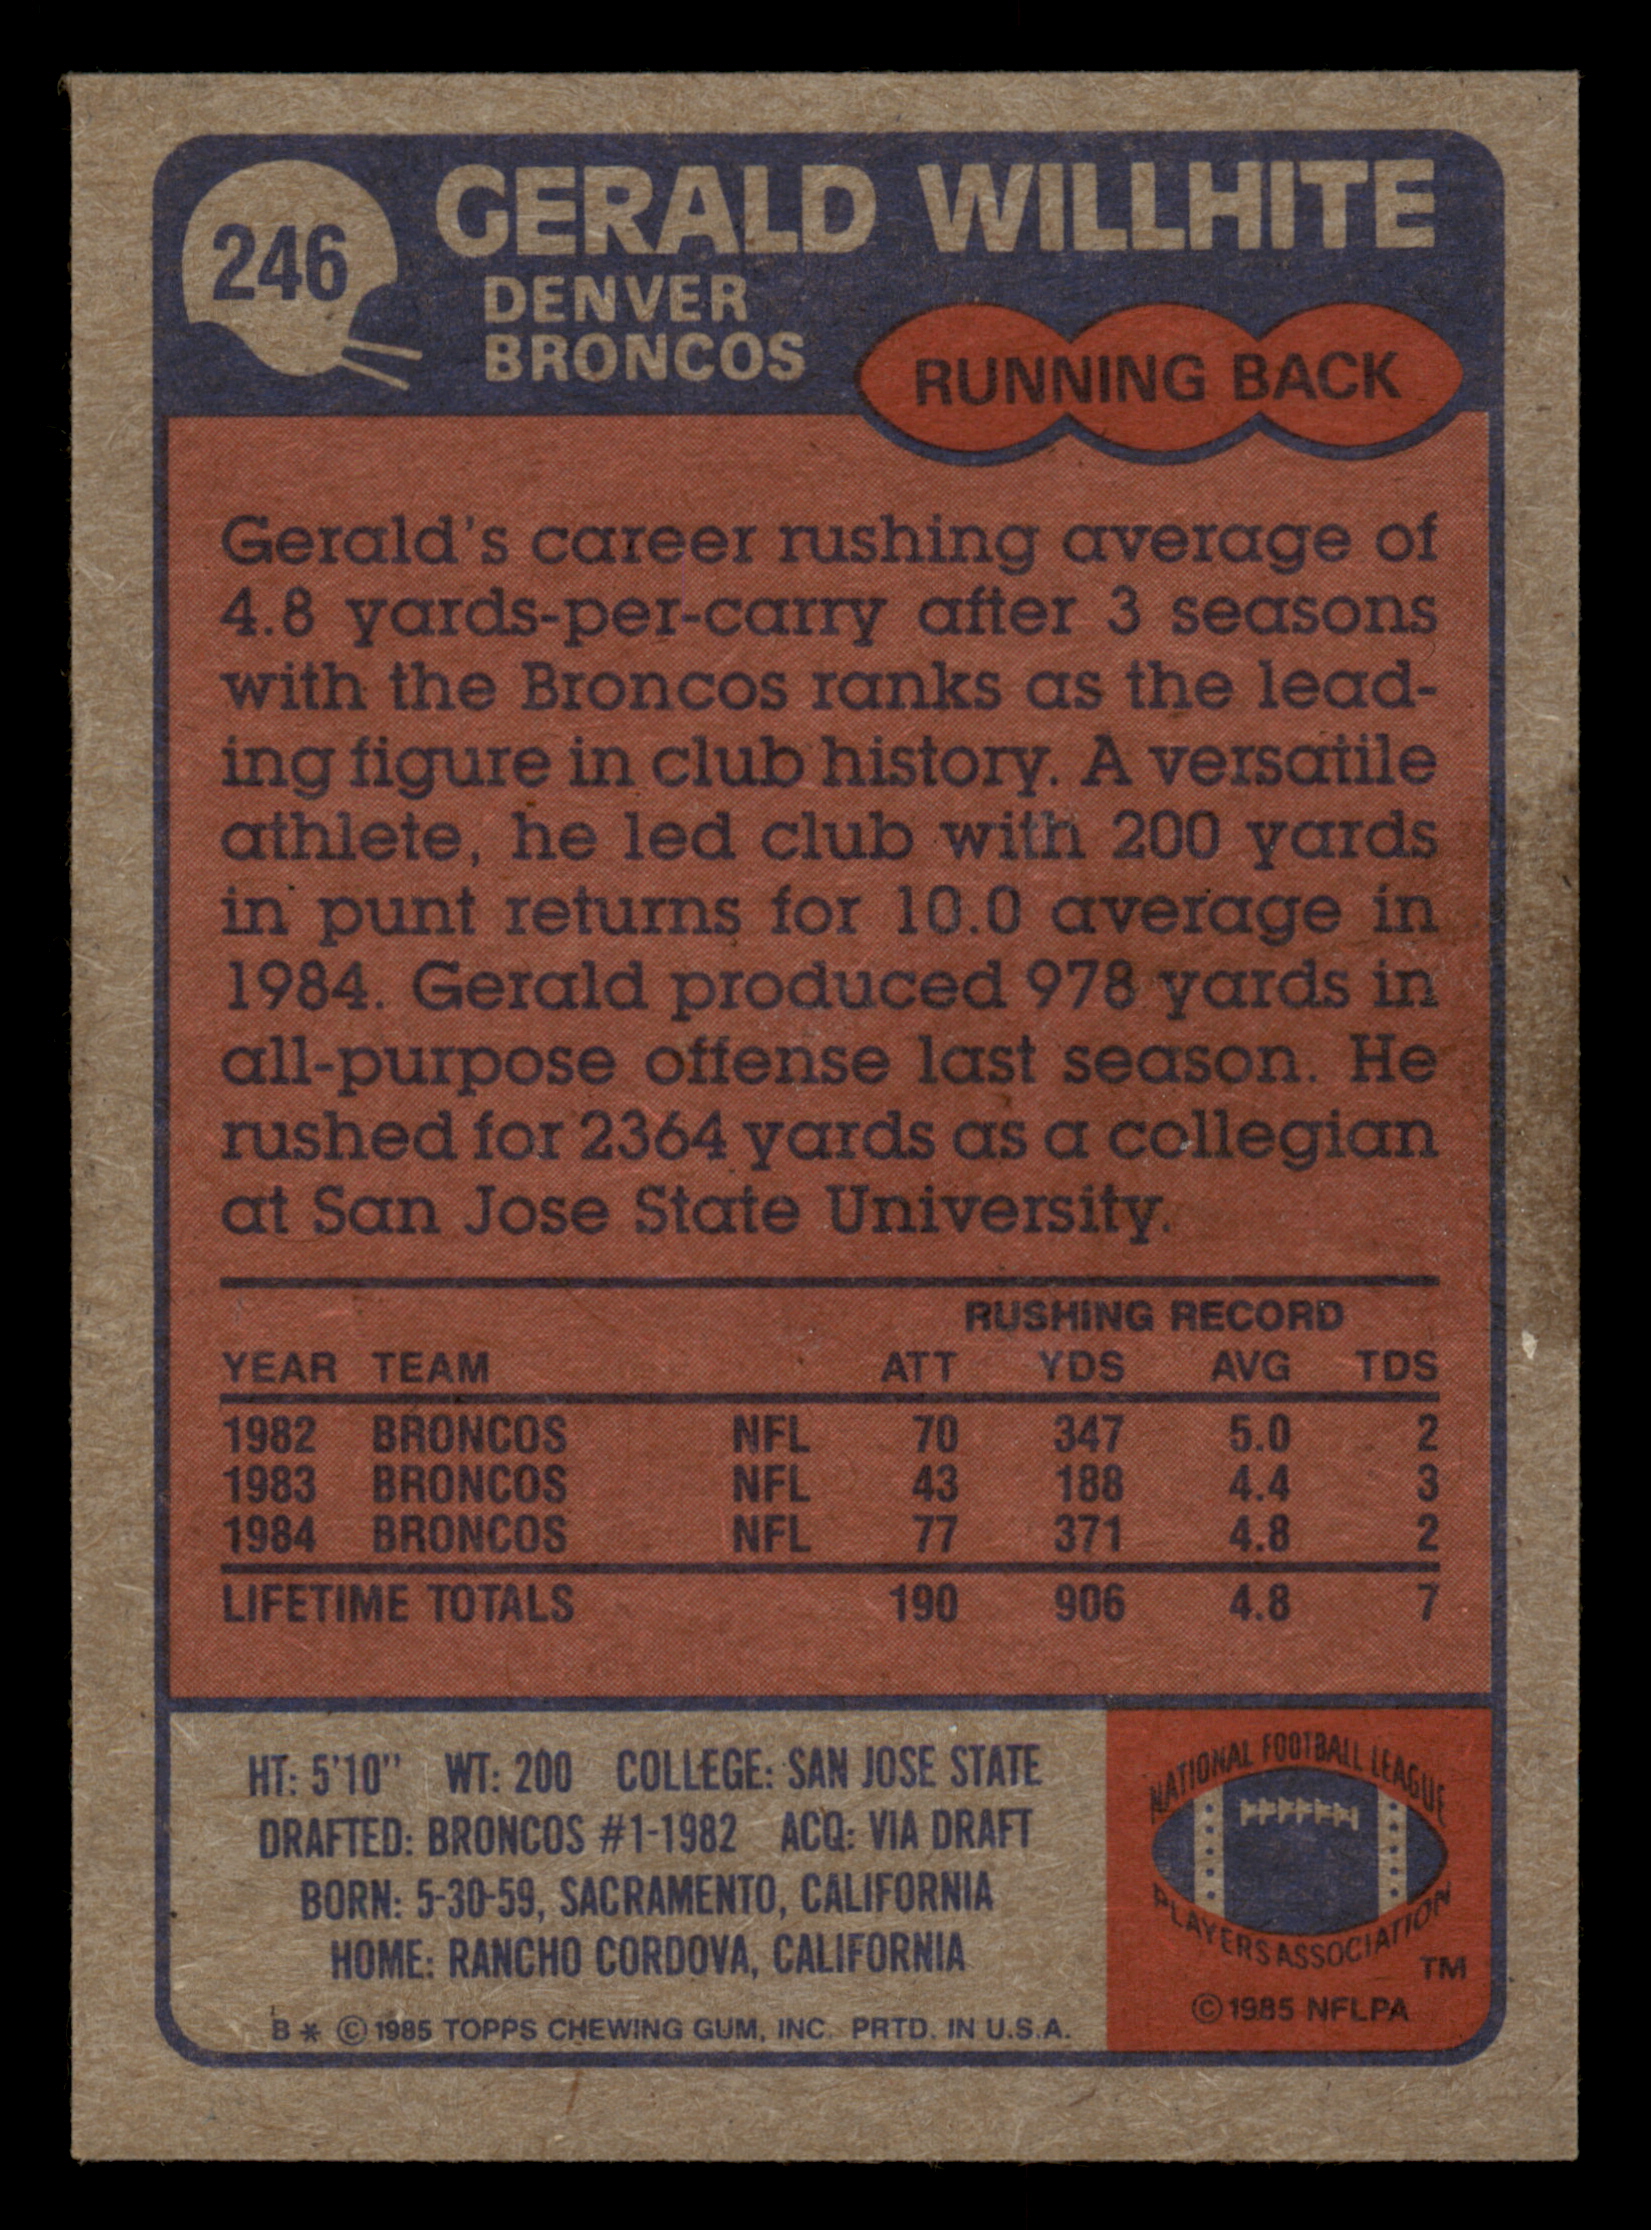 246
GERALD WILLHITE
DENVER
BRONCOS
RUNNING BACK
Gerald's career rushing average of
4.8 yards-per-carry after 3 seasons
with the Broncos ranks as the lead-
ing figure in club history. A versatile
athlete, he led club with 200 yards
in punt returns for 10.0 average in
1984. Gerald produced 978 yards in
all-purpose offense last season. He
rushed for 2364 yards as a collegian
at San Jose State University.
RUSHING RECORD
YEAR TEAM ATT YDS AVG TDS
1982 BRONCOS NFL 70 347 5.0 2
1983 BRONCOS NFL 43 188 4.4 3
1984 BRONCOS NFL 77 371 4.8 2
LIFETIME TOTALS 190 906 4.8 7
HT: 5'10" WT: 200 COLLEGE: SAN JOSE STATE
DRAFTED: BRONCOS #1-1982 ACQ: VIA DRAFT
BORN: 5-30-59, SACRAMENTO, CALIFORNIA
HOME: RANCHO CORDOVA, CALIFORNIA
B * © 1985 TOPPS CHEWING GUM, INC. PRTD. IN U.S.A.
NATIONAL FOOTBALL LEAGUE
PLAYERS ASSOCIATION
TM
© 1985 NFLPA